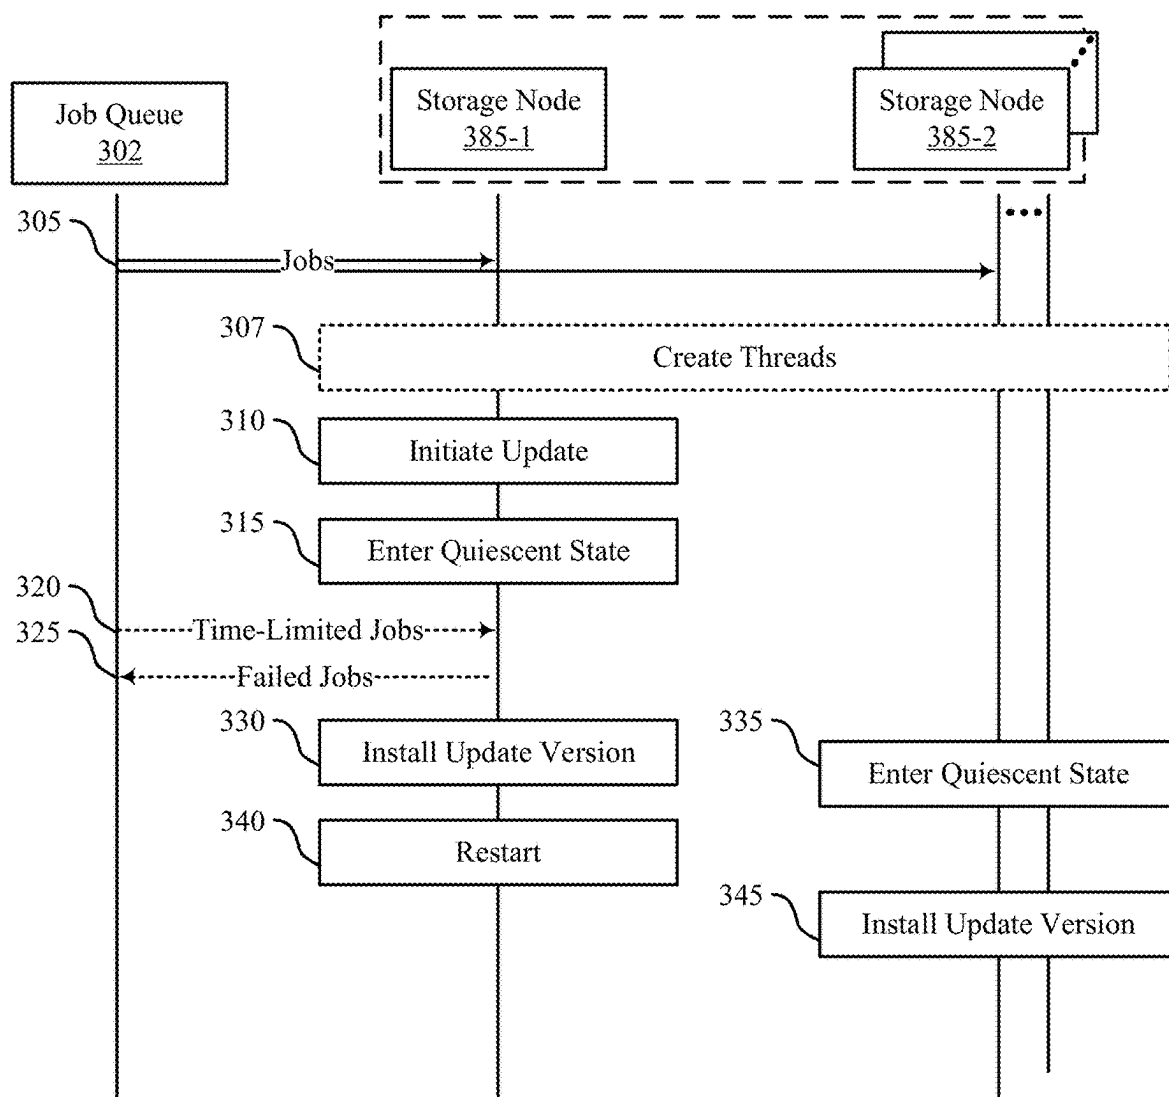 Job Queue
302
Storage Node
385-1
Storage Node
385-2
305
Jobs
307
Create Threads
310
Initiate Update
315
Enter Quiescent State
320
Time-Limited Jobs
325
Failed Jobs
330
Install Update Version
335
Enter Quiescent State
340
Restart
345
Install Update Version